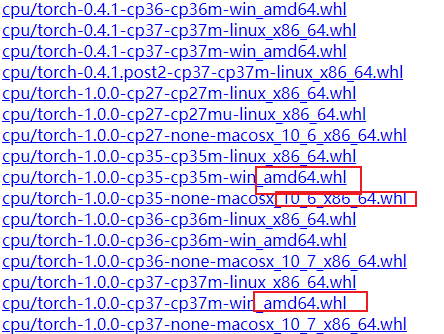 cpu/torch-0.4.1-cp36-cp36m-win_amd64.whl
cpu/torch-0.4.1-cp37-cp37m-linux_x86_64.whl
cpu/torch-0.4.1-cp37-cp37m-win_amd64.whl
cpu/torch-0.4.1.post2-cp37-cp37m-linux_x86_64.whl
cpu/torch-1.0.0-cp27-cp27m-linux_x86_64.whl
cpu/torch-1.0.0-cp27-cp27mu-linux_x86_64.whl
cpu/torch-1.0.0-cp27-none-macosx_10_6_x86_64.whl
cpu/torch-1.0.0-cp35-cp35m-linux_x86_64.whl
cpu/torch-1.0.0-cp35-cp35m-win_amd64.whl
cpu/torch-1.0.0-cp35-none-macosx_10_6_x86_64.whl
cpu/torch-1.0.0-cp36-cp36m-linux_x86_64.whl
cpu/torch-1.0.0-cp36-cp36m-win_amd64.whl
cpu/torch-1.0.0-cp36-none-macosx_10_7_x86_64.whl
cpu/torch-1.0.0-cp37-cp37m-linux_x86_64.whl
cpu/torch-1.0.0-cp37-cp37m-win_amd64.whl
cpu/torch-1.0.0-cp37-none-macosx_10_7_x86_64.whl